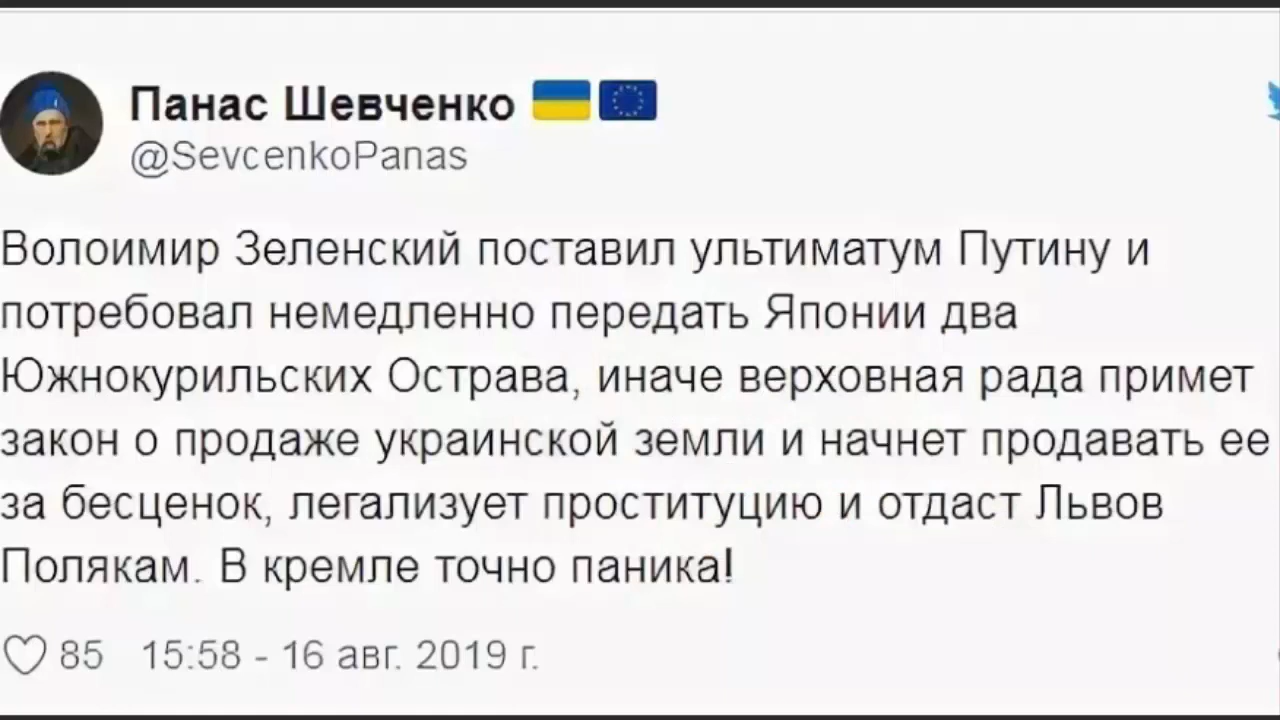 Панас Шевченко
@SevcenkoPanas
Волоимир Зеленский поставил ультиматум Путину и
потребовал немедленно передать Японии два
Южнокурильских Острава, иначе верховная рада примет
закон о продаже украинской земли и начнет продавать ее
за бесценок, легализует проституцию и отдаст Львов
Полякам. В кремле точно паника!
85 15:58 - 16 авг. 2019 г.